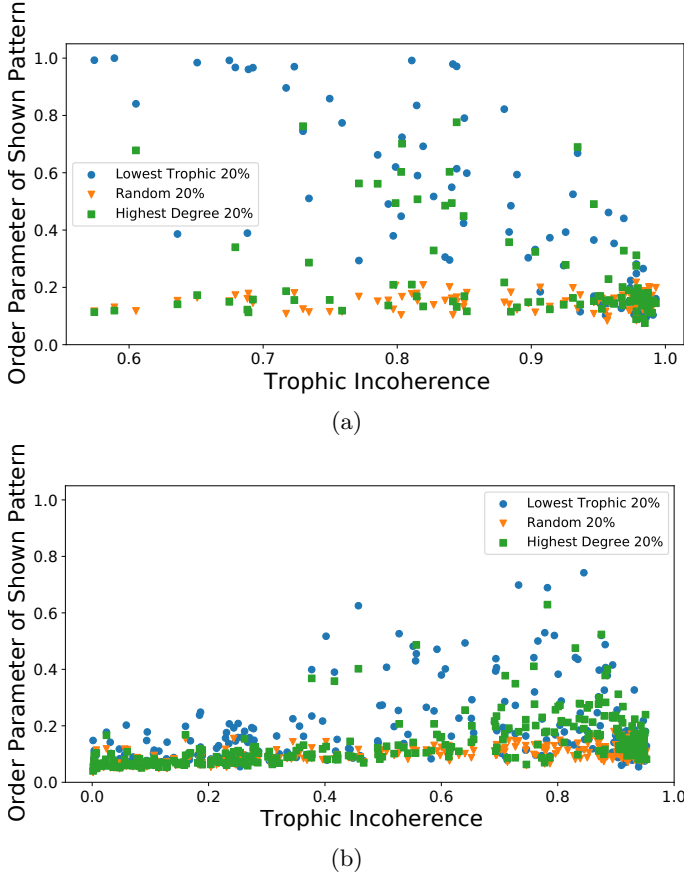 1.0
0.8
0.6
0.4
0.2
0.0
Order Parameter of Shown Pattern
Lowest Trophic 20%
Random 20%
Highest Degree 20%
0.6 0.7 0.8 0.9 1.0
Trophic Incoherence
(a)
1.0
0.8
0.6
0.4
0.2
0.0
Order Parameter of Shown Pattern
Lowest Trophic 20%
Random 20%
Highest Degree 20%
0.0 0.2 0.4 0.6 0.8 1.0
Trophic Incoherence
(b)